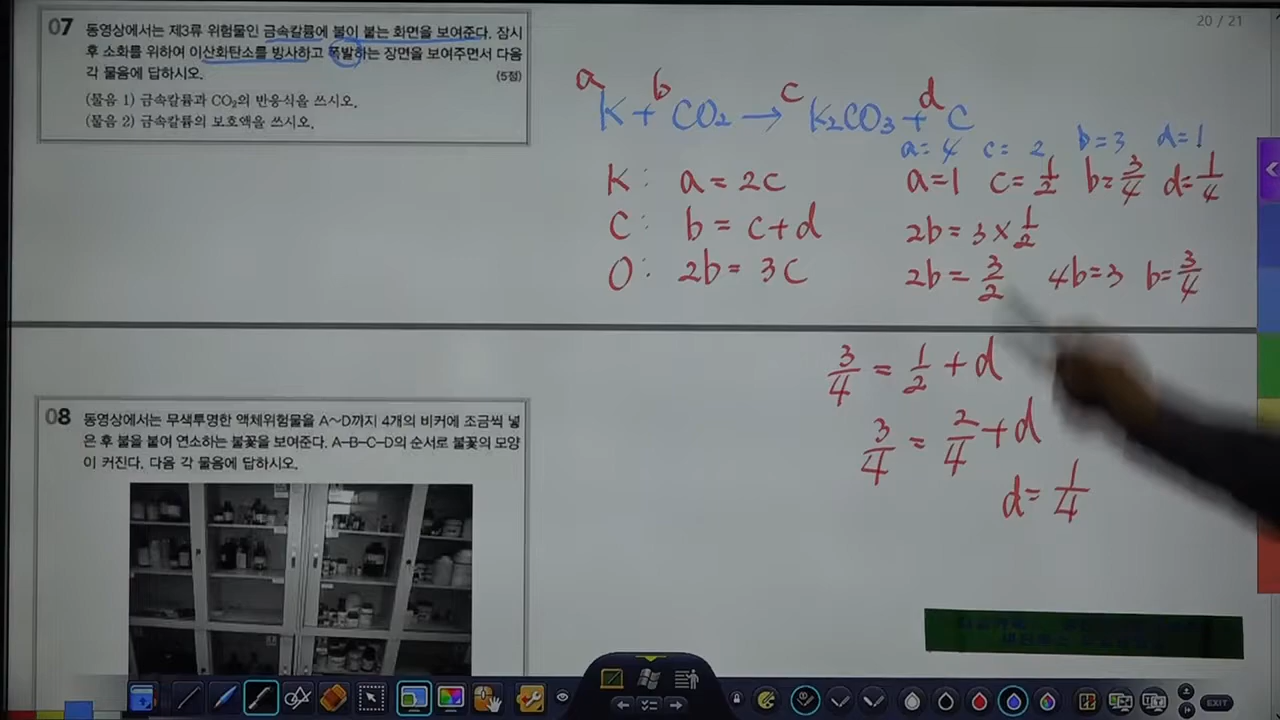 20 / 21
07 동영상에서는 제3류 위험물인 금속칼륨에 불이 붙는 화면을 보여준다. 잠시
후 소화를 위하여 이산화탄소를 방사하고 폭발하는 장면을 보여주면서 다음
각 물음에 답하시오. (5점)
(물음 1) 금속칼륨과 CO₂의 반응식을 쓰시오.
(물음 2) 금속칼륨의 보호액을 쓰시오.
a b c d
K + CO₂ → K₂CO₃ + C
a = 4 c = 2 b = 3 d = 1
K : a = 2c
a = 1 c = 1/2 b = 3/4 d = 1/4
C : b = c + d
2b = 3 × 1/2
O : 2b = 3c
2b = 3/2 4b = 3 b = 3/4
3/4 = 1/2 + d
3/4 = 2/4 + d
d = 1/4
08 동영상에서는 무색투명한 액체위험물을 A~D까지 4개의 비커에 조금씩 넣
은 후 불을 붙여 연소하는 불꽃을 보여준다. A-B-C-D의 순서로 불꽃의 모양
이 커진다. 다음 각 물음에 답하시오.
EXIT